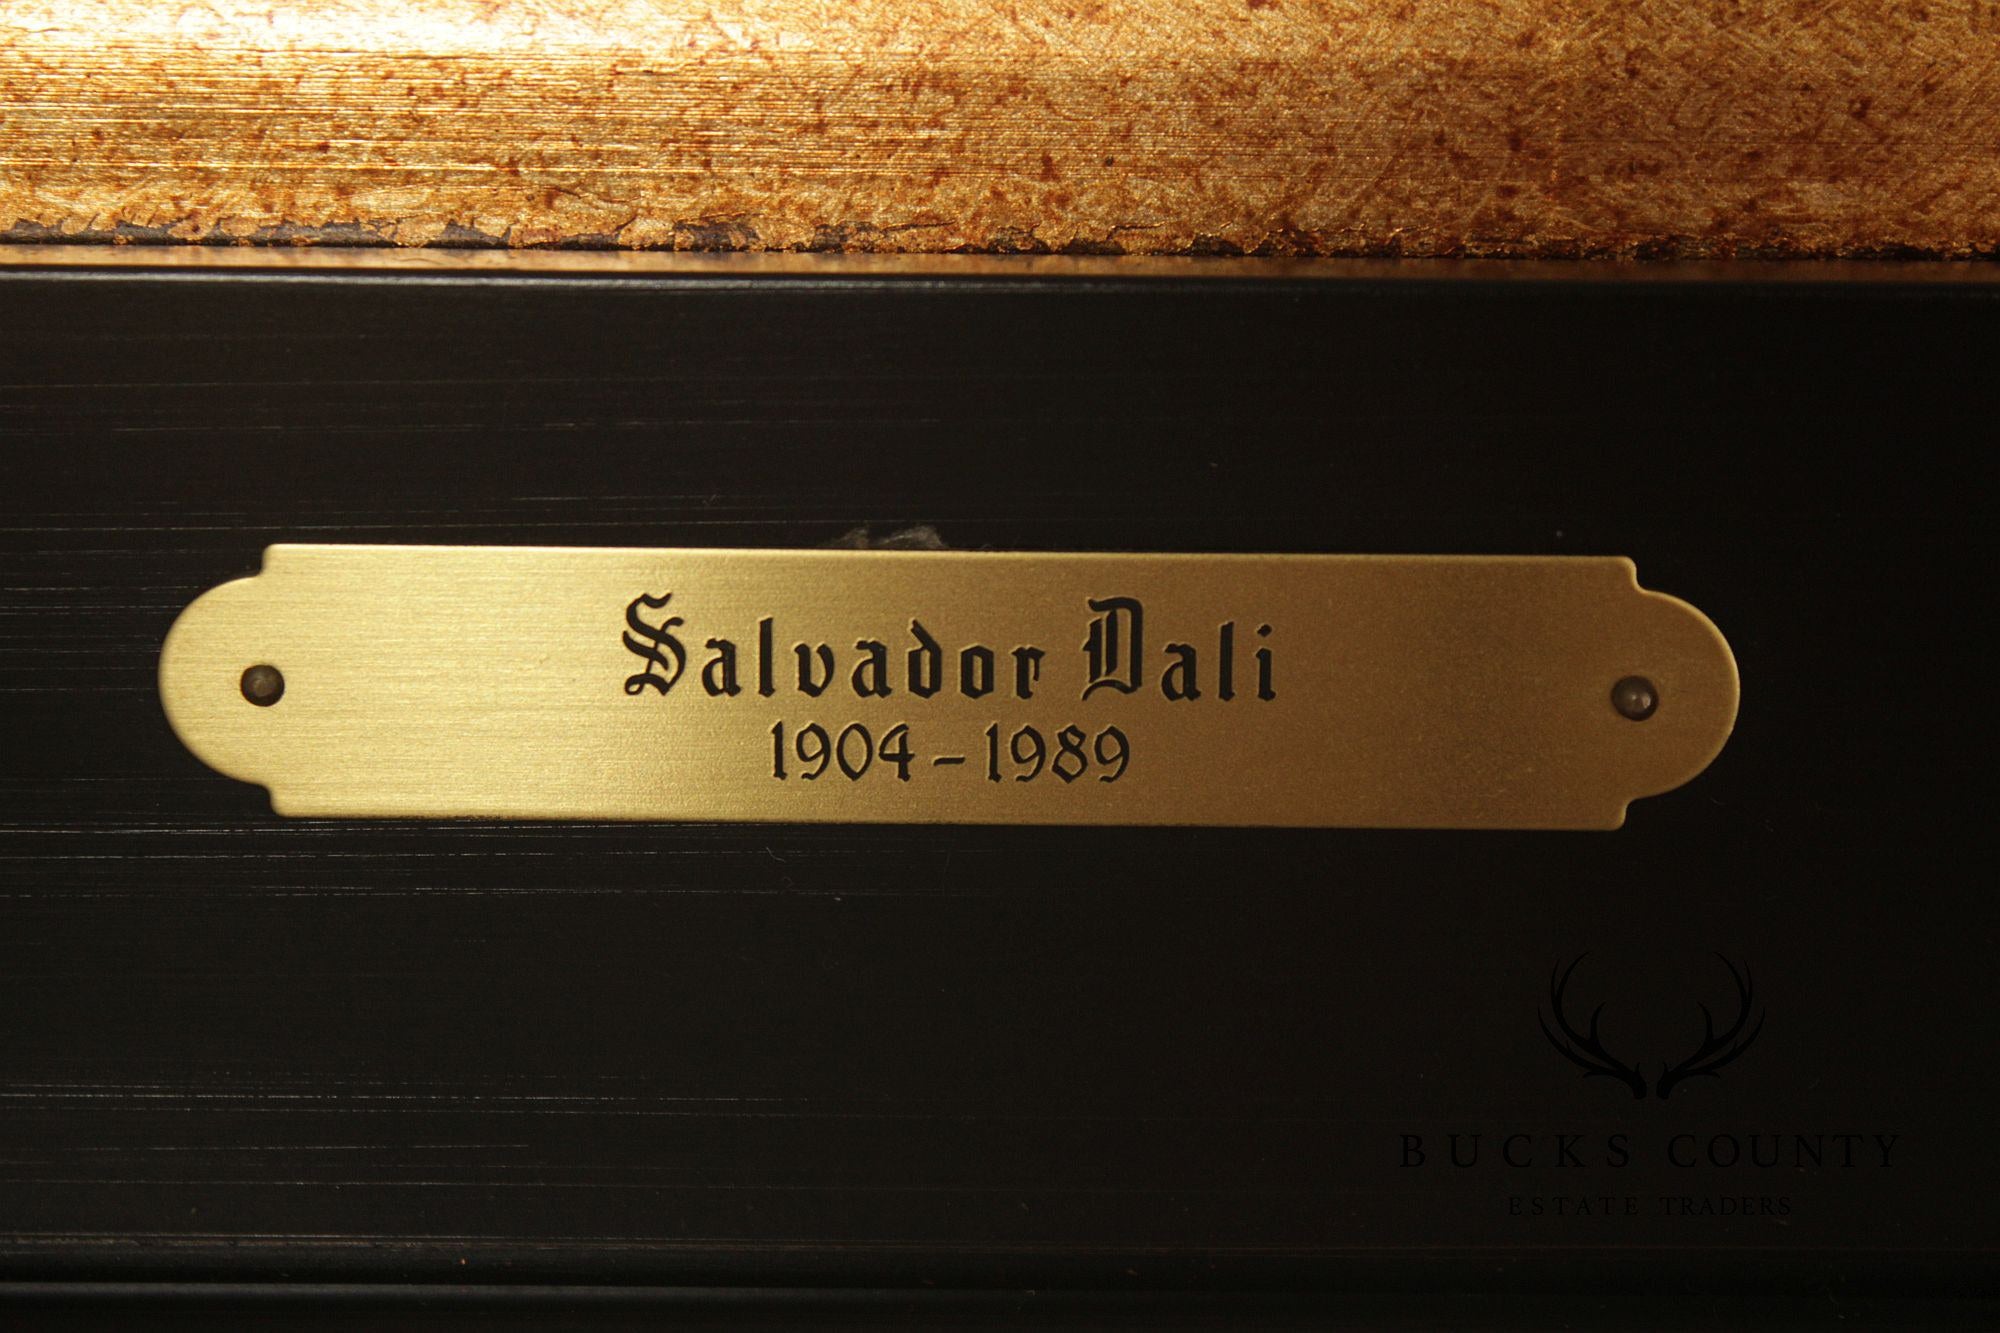 Salvador Dali
1904-1989
BUCKS COUNTY
ESTATE TRADERS